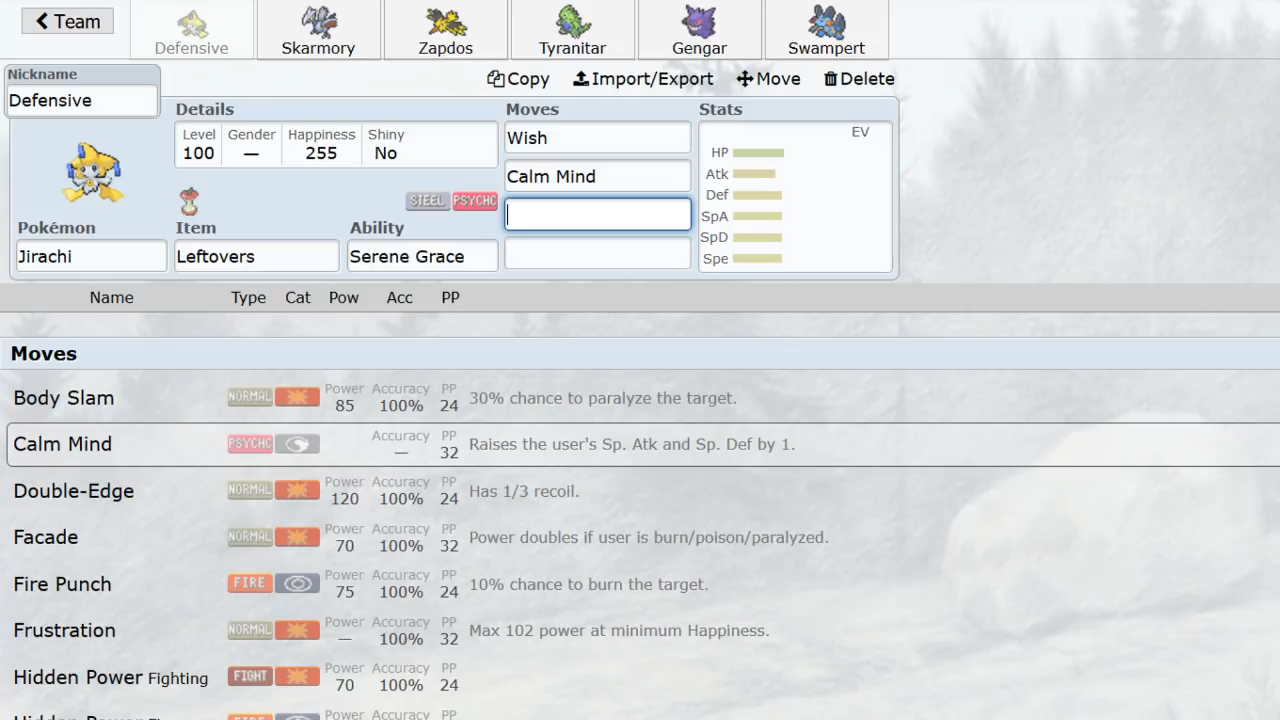 Team
Defensive
Skarmory
Zapdos
Tyranitar
Gengar
Swampert
Copy
Import/Export
Move
Delete
Nickname
Defensive
Details
Level
100
Gender
—
Happiness
255
Shiny
No
STEEL
PSYCHC
Pokémon
Jirachi
Item
Leftovers
Ability
Serene Grace
Moves
Wish
Calm Mind
Stats
EV
HP
Atk
Def
SpA
SpD
Spe
Name Type Cat Pow Acc PP
Moves
Body Slam NORMAL Power 85 Accuracy 100% PP 24 30% chance to paralyze the target.
Calm Mind PSYCHC Accuracy — PP 32 Raises the user's Sp. Atk and Sp. Def by 1.
Double-Edge NORMAL Power 120 Accuracy 100% PP 24 Has 1/3 recoil.
Facade NORMAL Power 70 Accuracy 100% PP 32 Power doubles if user is burn/poison/paralyzed.
Fire Punch FIRE Power 75 Accuracy 100% PP 24 10% chance to burn the target.
Frustration NORMAL Power — Accuracy 100% PP 32 Max 102 power at minimum Happiness.
Hidden Power Fighting FIGHT Power 70 Accuracy 100% PP 24